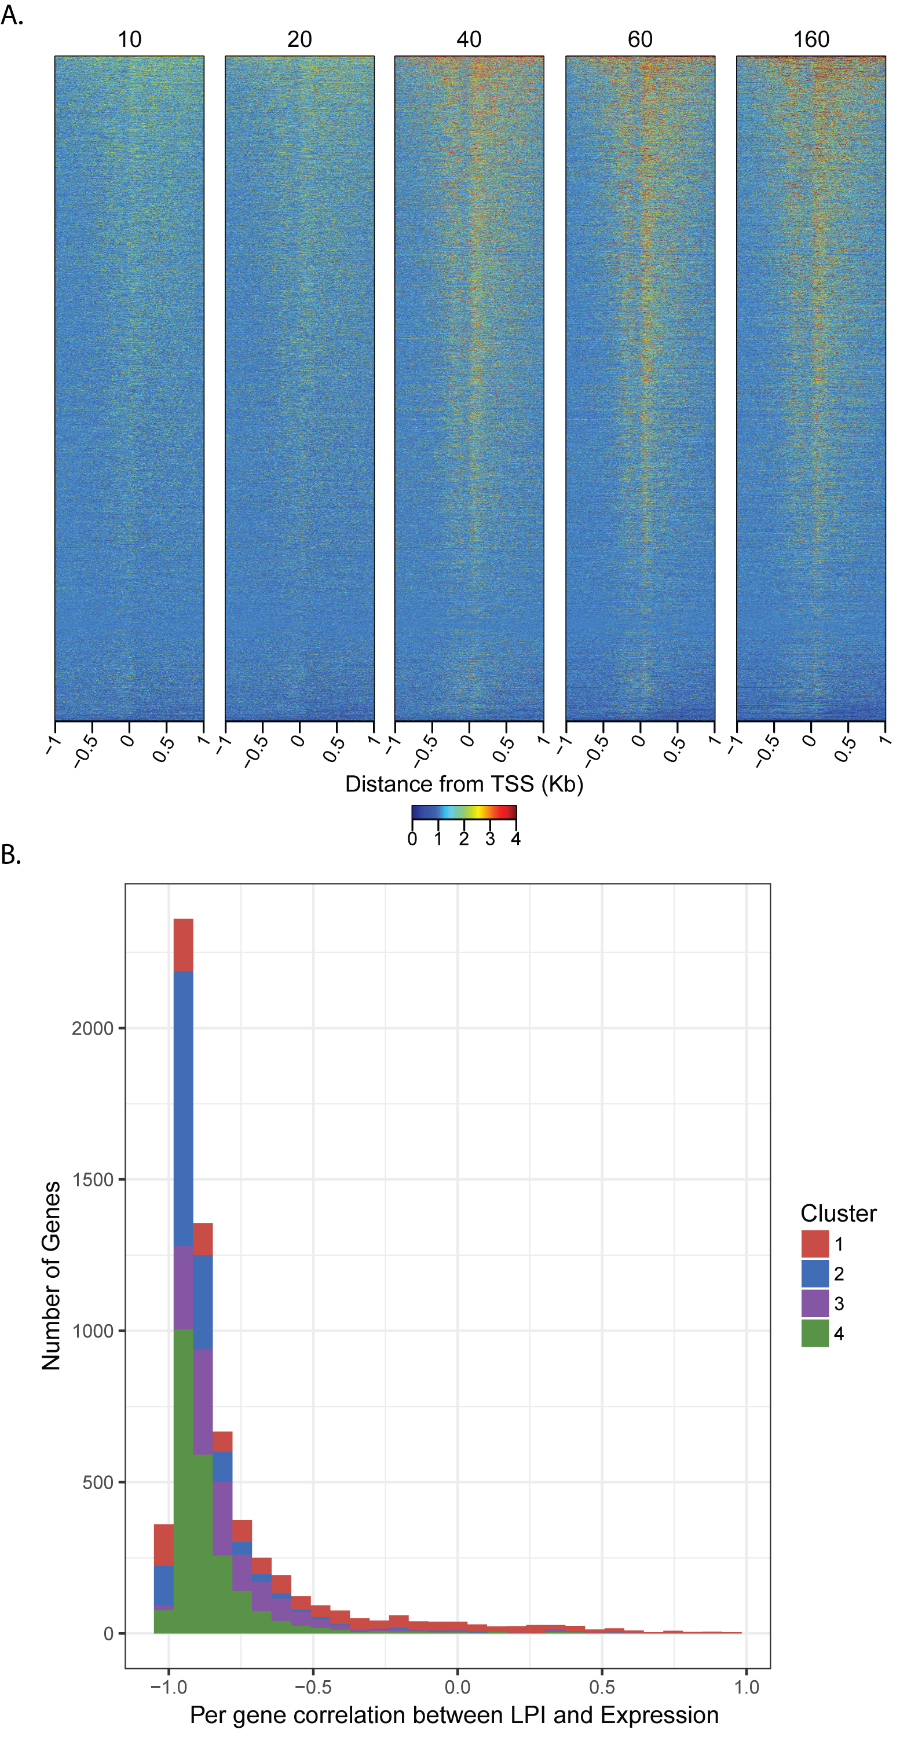 A.
10 20 40 60 160
−1 −0.5 0 0.5 1 −1 −0.5 0 0.5 1 −1 −0.5 0 0.5 1 −1 −0.5 0 0.5 1 −1 −0.5 0 0.5 1
Distance from TSS (Kb)
0 1 2 3 4
B.
2000
1500
1000
500
0
Number of Genes
−1.0 −0.5 0.0 0.5 1.0
Per gene correlation between LPI and Expression
Cluster
1
2
3
4